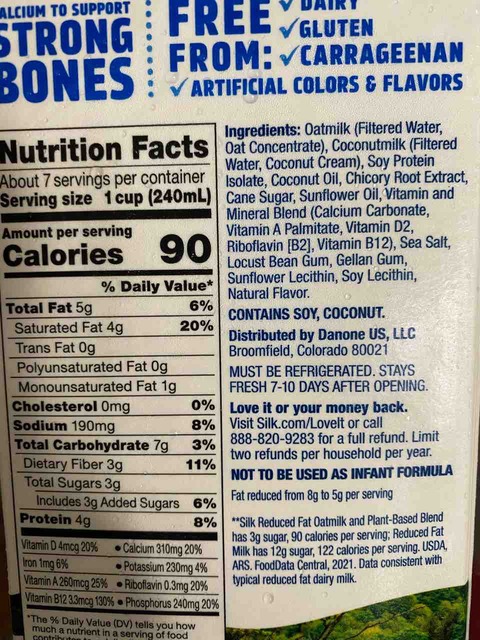 ALCIUM TO SUPPORT
STRONG
BONES
FREE
FROM:
✓ DAIRY
✓ GLUTEN
✓ CARRAGEENAN
✓ ARTIFICIAL COLORS & FLAVORS
Nutrition Facts
About 7 servings per container
Serving size 1 cup (240mL)
Amount per serving
Calories 90
% Daily Value*
Total Fat 5g 6%
Saturated Fat 4g 20%
Trans Fat 0g
Polyunsaturated Fat 0g
Monounsaturated Fat 1g
Cholesterol 0mg 0%
Sodium 190mg 8%
Total Carbohydrate 7g 3%
Dietary Fiber 3g 11%
Total Sugars 3g
Includes 3g Added Sugars 6%
Protein 4g 8%
Vitamin D 4mcg 20% • Calcium 310mg 20%
Iron 1mg 6% • Potassium 230mg 4%
Vitamin A 260mcg 25% • Riboflavin 0.3mg 20%
Vitamin B12 3.3mcg 130% • Phosphorus 240mg 20%
*The % Daily Value (DV) tells you how
much a nutrient in a serving of food
Ingredients: Oatmilk (Filtered Water,
Oat Concentrate), Coconutmilk (Filtered
Water, Coconut Cream), Soy Protein
Isolate, Coconut Oil, Chicory Root Extract,
Cane Sugar, Sunflower Oil, Vitamin and
Mineral Blend (Calcium Carbonate,
Vitamin A Palmitate, Vitamin D2,
Riboflavin [B2], Vitamin B12), Sea Salt,
Locust Bean Gum, Gellan Gum,
Sunflower Lecithin, Soy Lecithin,
Natural Flavor.
CONTAINS SOY, COCONUT.
Distributed by Danone US, LLC
Broomfield, Colorado 80021
MUST BE REFRIGERATED. STAYS
FRESH 7-10 DAYS AFTER OPENING.
Love it or your money back.
Visit Silk.com/LoveIt or call
888-820-9283 for a full refund. Limit
two refunds per household per year.
NOT TO BE USED AS INFANT FORMULA
Fat reduced from 8g to 5g per serving
**Silk Reduced Fat Oatmilk and Plant-Based Blend
has 3g sugar, 90 calories per serving; Reduced Fat
Milk has 12g sugar, 122 calories per serving. USDA,
ARS. FoodData Central, 2021. Data consistent with
typical reduced fat dairy milk.